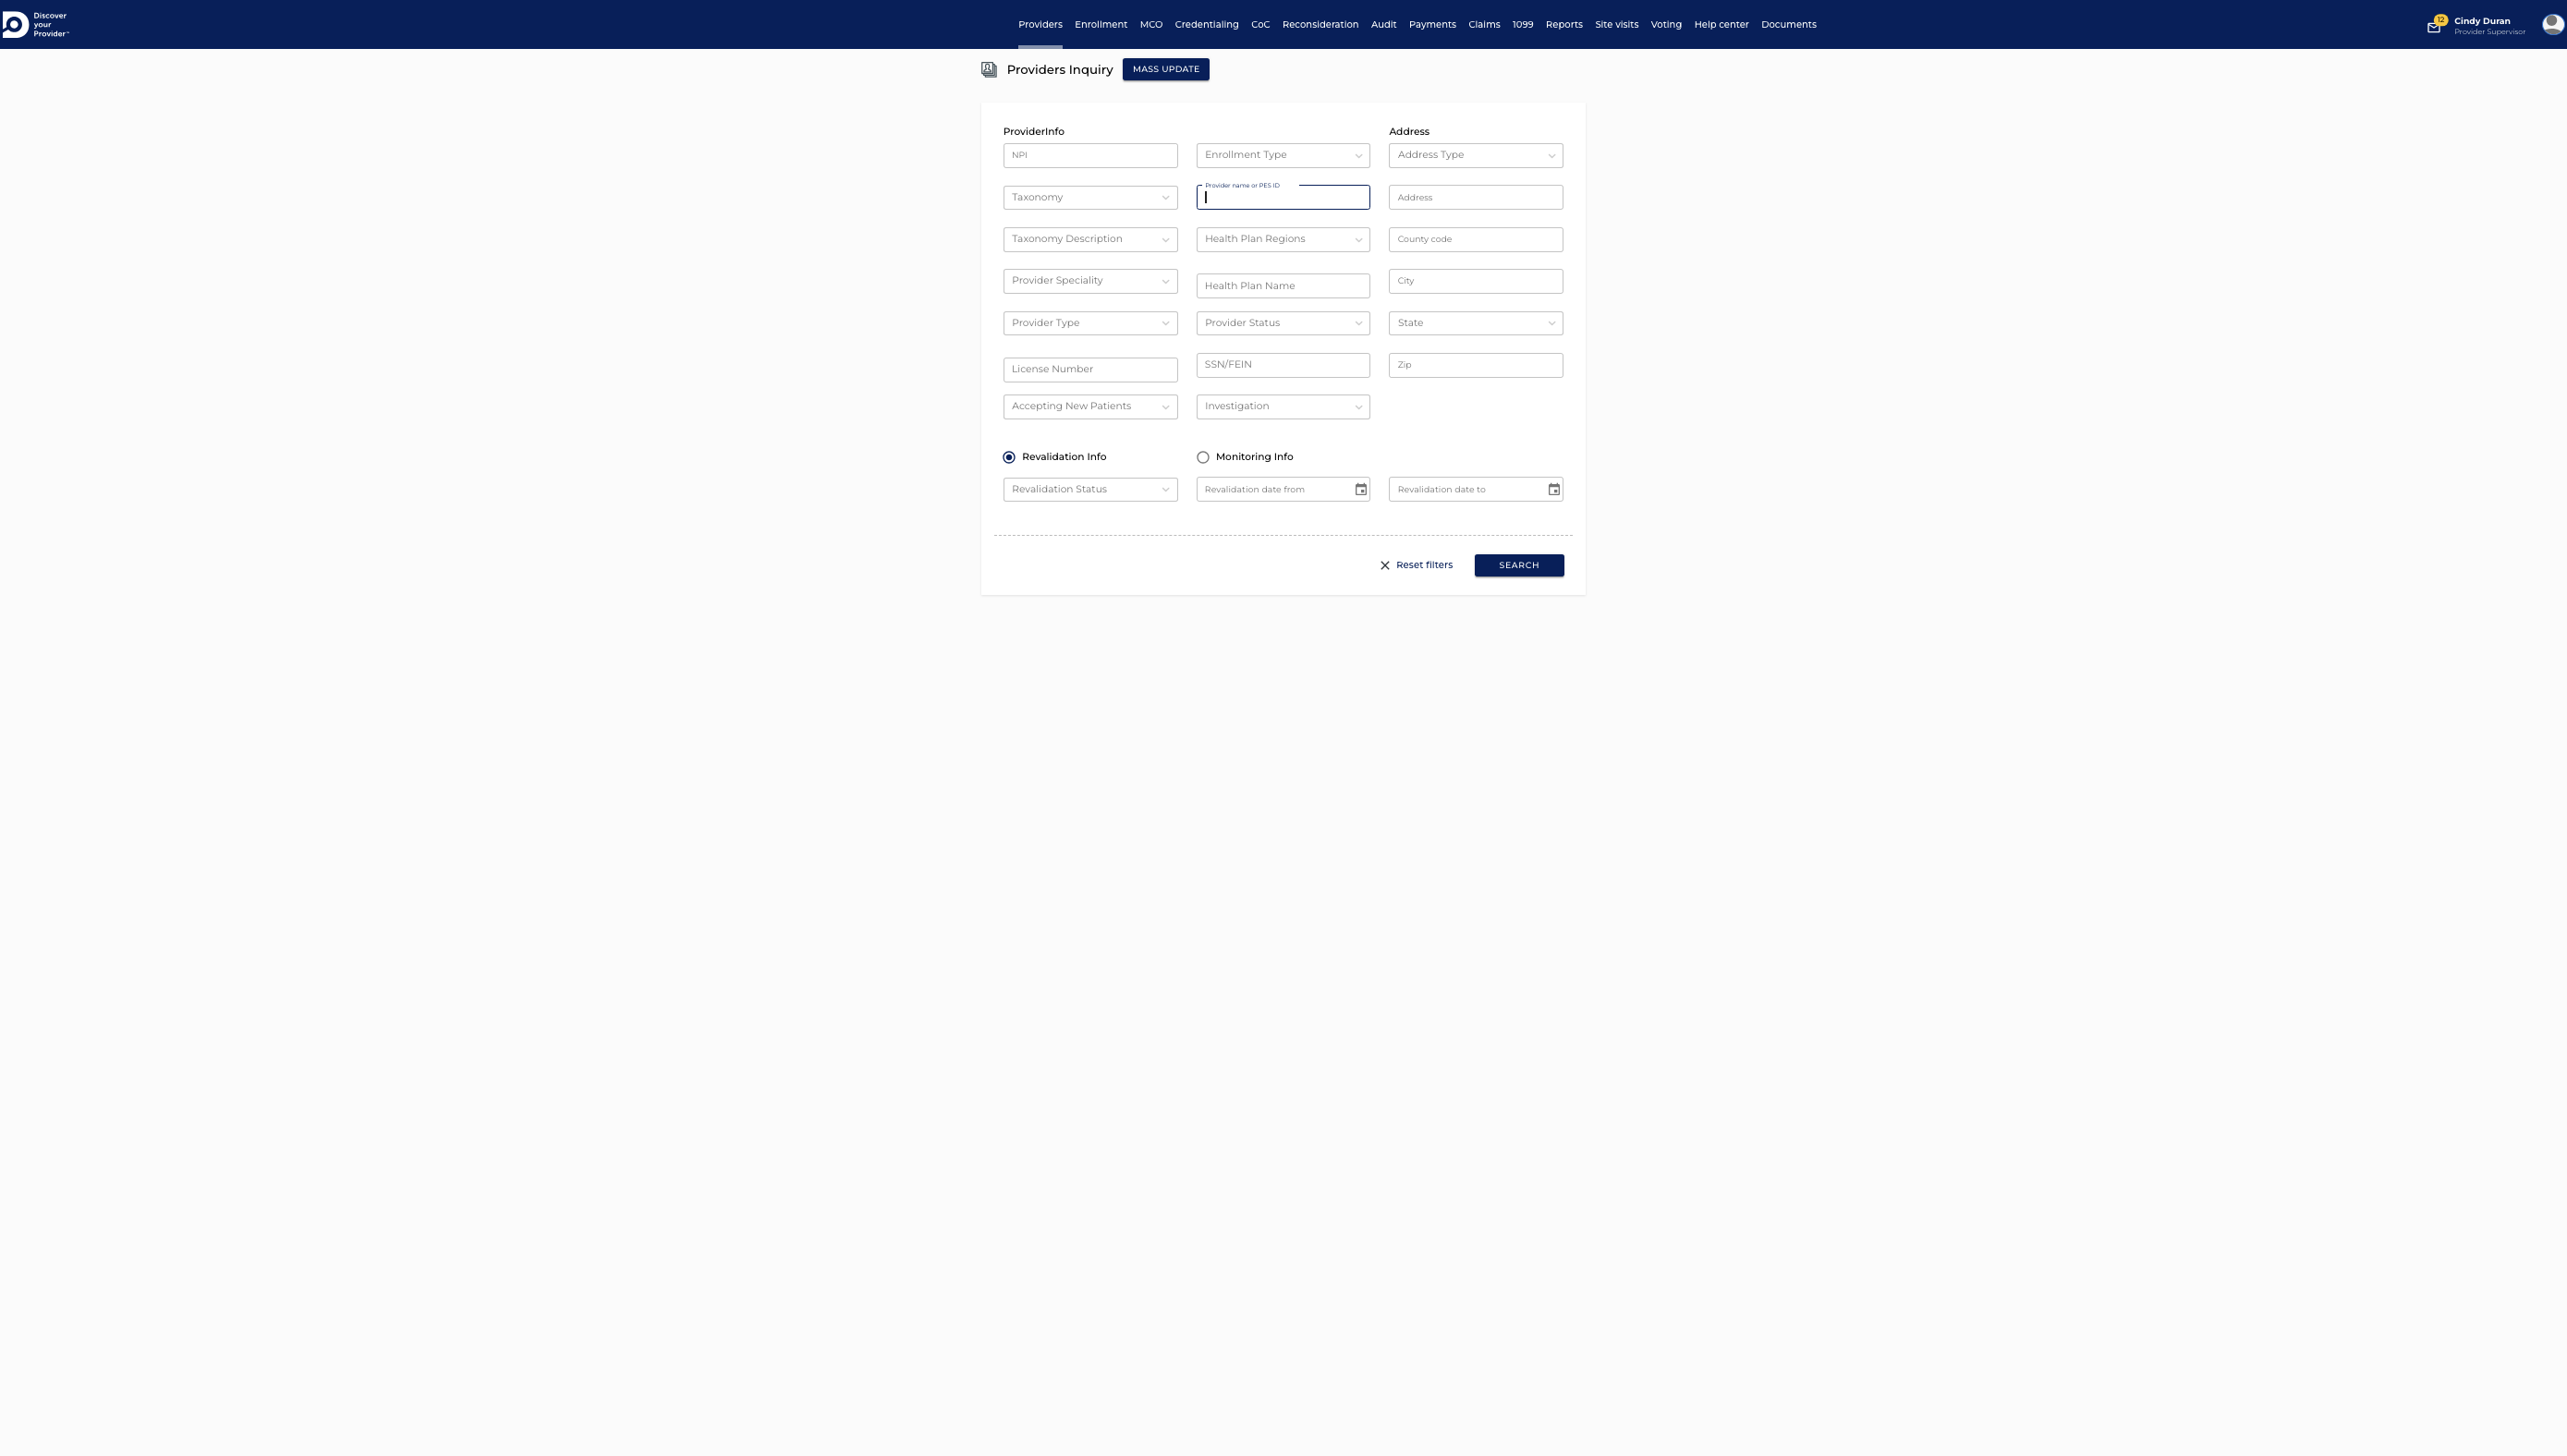 Discover
your
Provider™
Providers Enrollment MCO Credentialing CoC Reconsideration Audit Payments Claims 1099 Reports Site visits Voting Help center Documents
12
Cindy Duran
Provider Supervisor
Providers Inquiry MASS UPDATE
ProviderInfo Address
NPI Enrollment Type Address Type
Provider name or PES ID
Taxonomy Address
Taxonomy Description Health Plan Regions County code
Provider Speciality Health Plan Name City
Provider Type Provider Status State
License Number SSN/FEIN Zip
Accepting New Patients Investigation
Revalidation Info Monitoring Info
Revalidation Status Revalidation date from Revalidation date to
Reset filters SEARCH